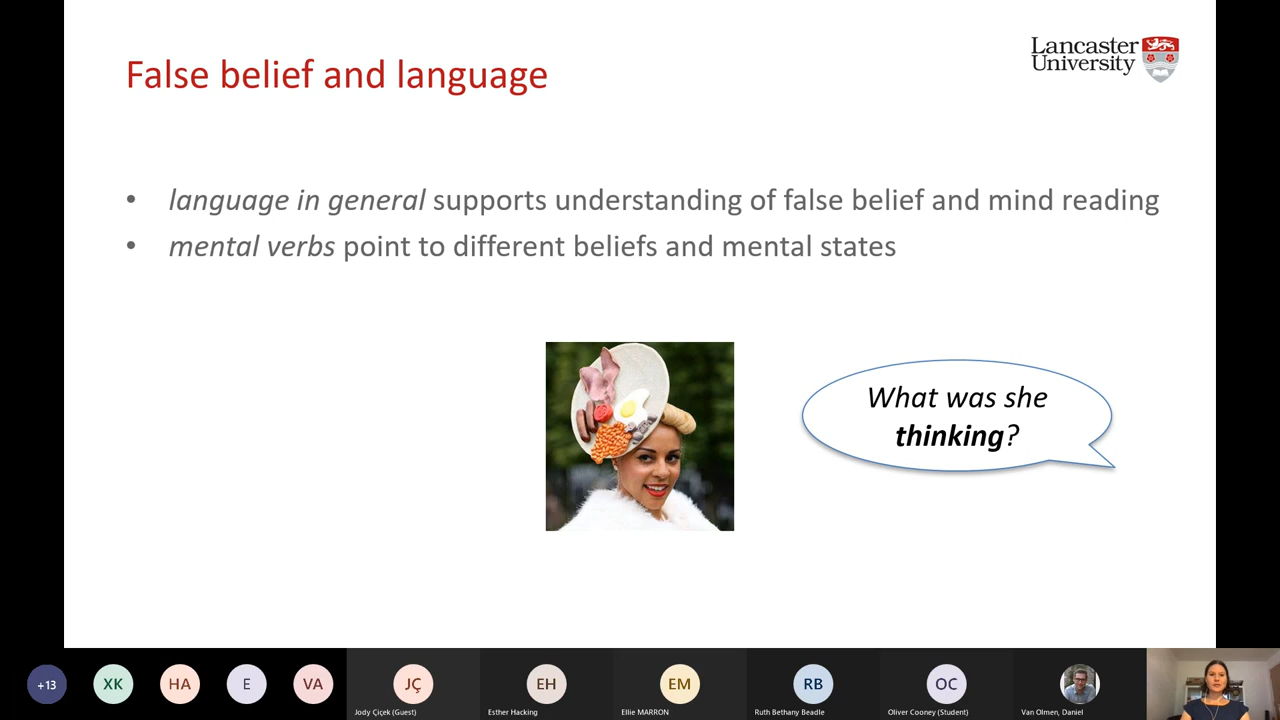 False belief and language
Lancaster
University
• language in general supports understanding of false belief and mind reading
• mental verbs point to different beliefs and mental states
What was she
thinking?
+13
XK
HA
E
VA
JÇ
EH
EM
RB
OC
Jody Çiçek (Guest)
Esther Hacking
Ellie MARRON
Ruth Bethany Beadle
Oliver Cooney (Student)
Van Olmen, Daniel